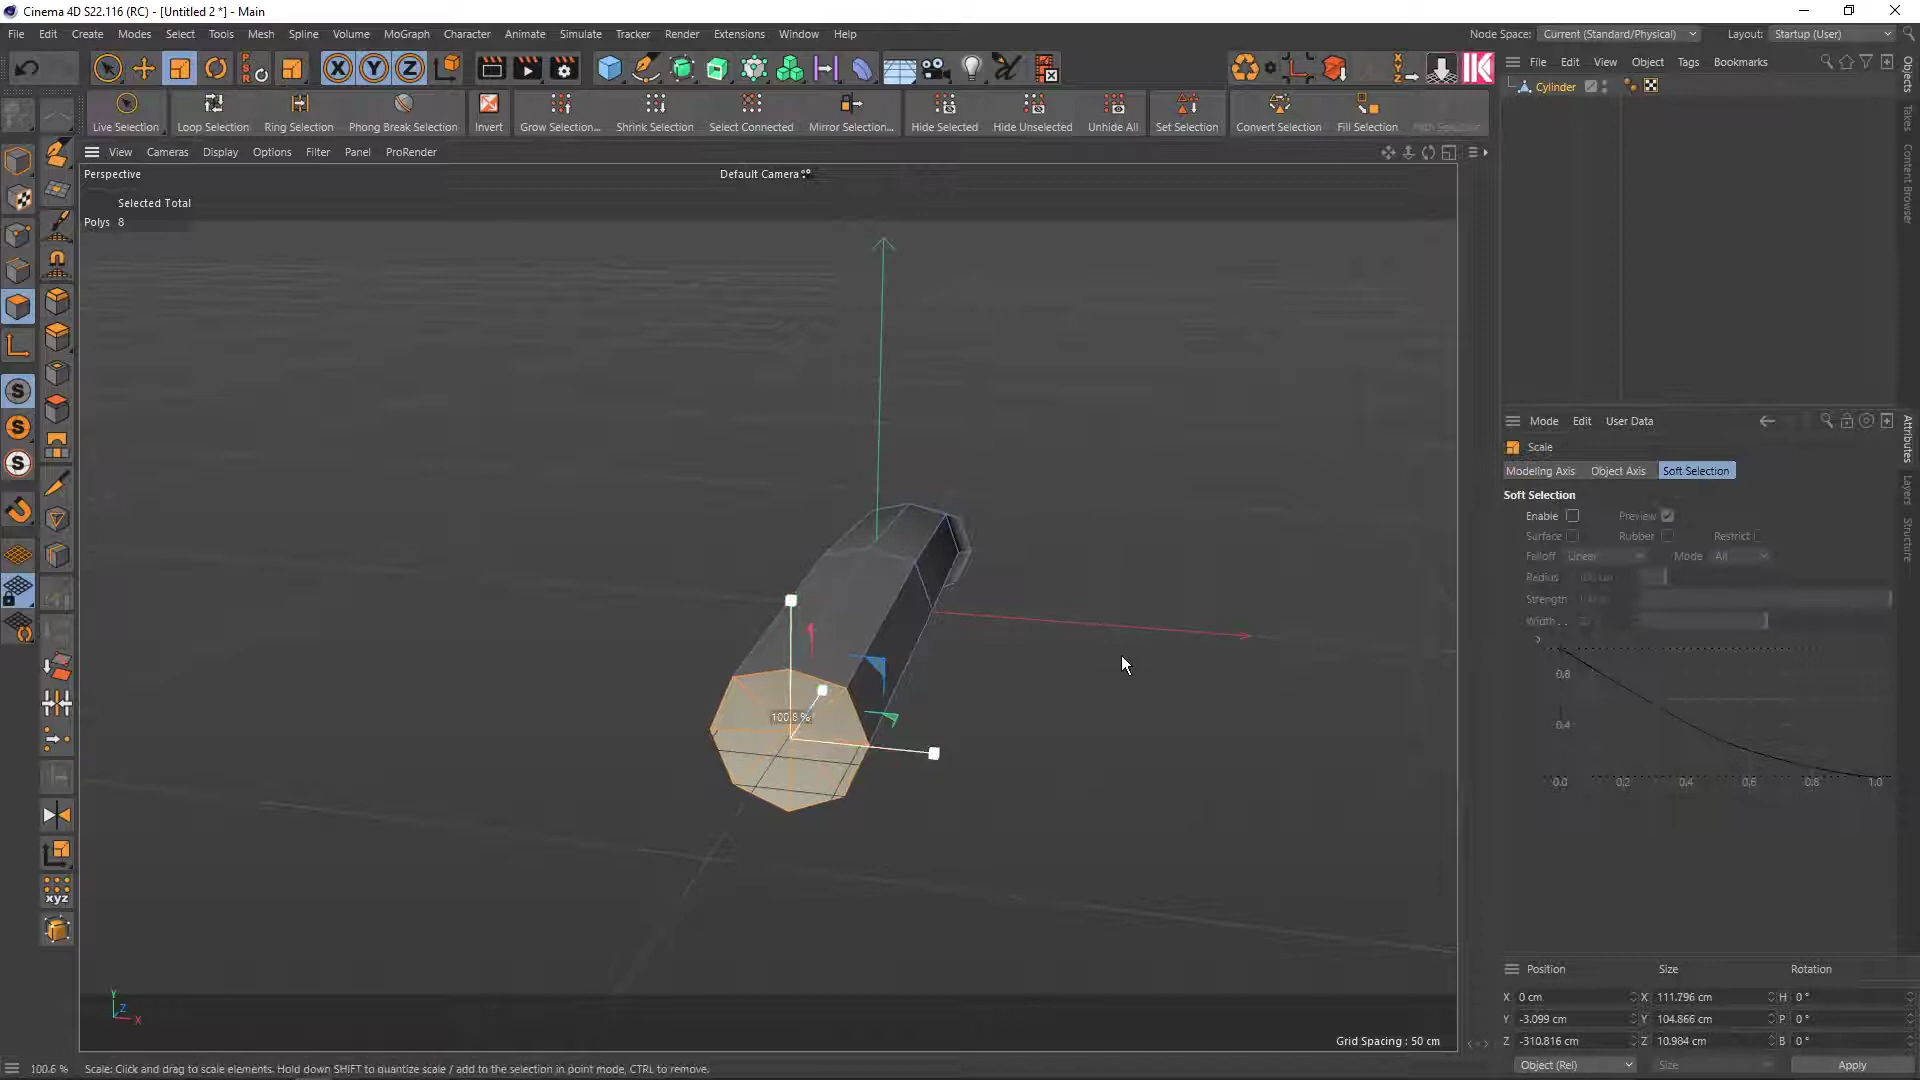 Cinema 4D S22.116 (RC) - [Untitled 2 *] - Main
File Edit Create Modes Select Tools Mesh Spline Volume MoGraph Character Animate Simulate Tracker Render Extensions Window Help
Node Space: Current (Standard/Physical) Layout: Startup (User)
PSR
X Y Z
File Edit View Object Tags Bookmarks
Cylinder
Live Selection Loop Selection Ring Selection Phong Break Selection Invert Grow Selection... Shrink Selection Select Connected Mirror Selection... Hide Selected Hide Unselected Unhide All Set Selection Convert Selection Fill Selection
View Cameras Display Options Filter Panel ProRender
Perspective
Default Camera
Selected Total
Polys 8
100.6 %
Y
Z
X
Grid Spacing : 50 cm
S
S
S
xyz
Objects
Takes
Content Browser
Attributes
Layers
Structure
Mode Edit User Data
Scale
Modeling Axis Object Axis Soft Selection
Soft Selection
Enable Preview
Surface Rubber Restrict
Falloff Linear Mode All
Radius
Strength
Width . .
0.8
0.4
0.0 0.2 0.4 0.6 0.8 1.0
Position Size Rotation
X 0 cm X 111.796 cm H 0 °
Y -3.099 cm Y 104.866 cm P 0 °
Z -310.816 cm Z 10.984 cm B 0 °
Object (Rel) Size Apply
100.6 % Scale: Click and drag to scale elements. Hold down SHIFT to quantize scale / add to the selection in point mode, CTRL to remove.